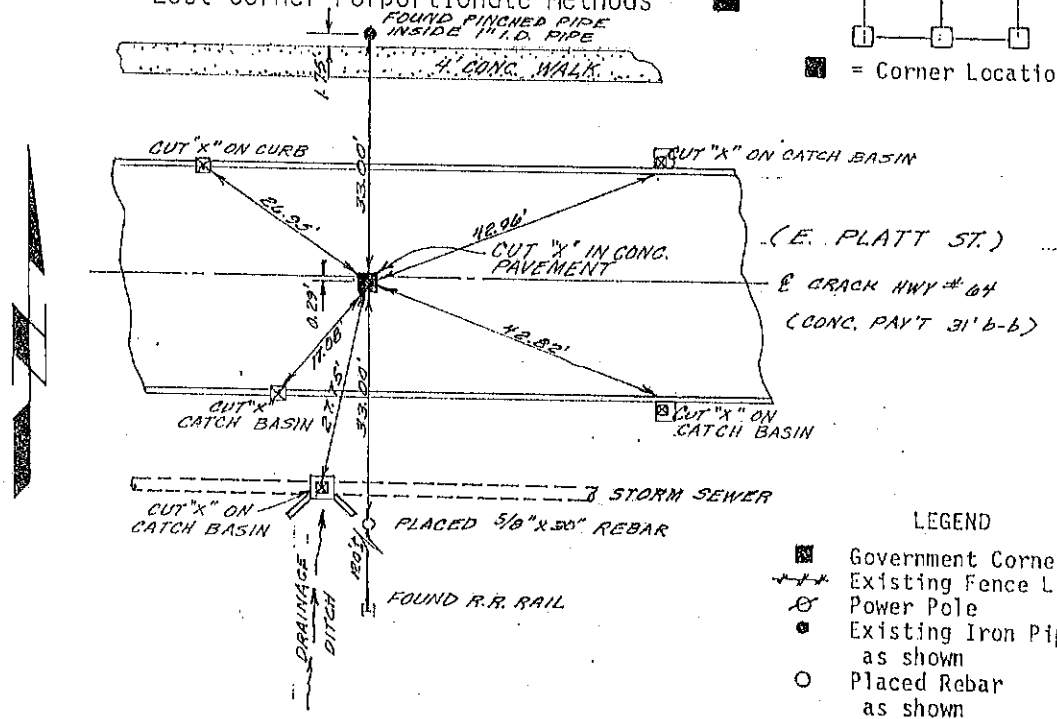 Lost Corner Porportionate Methods
FOUND PINCHED PIPE
INSIDE 1" I.D. PIPE
= Corner Locatio
1.75'
4' CONC. WALK
CUT "X" ON CURB
CUT "X" ON CATCH BASIN
33.00'
26.95'
42.96'
(E. PLATT ST.)
CUT "X" IN CONC.
PAVEMENT
℄ CRACK HWY #64
0.29'
(CONC. PAV'T 31' b-b)
17.08'
42.82'
27.75'
33.00'
CUT "X"
CATCH BASIN
CUT "X" ON
CATCH BASIN
STORM SEWER
CUT "X" ON
CATCH BASIN
PLACED 5/8" X 30" REBAR
LEGEND
120'±
Government Corne
Existing Fence L
FOUND R.R. RAIL
Power Pole
DRAINAGE
DITCH
Existing Iron Pip
as shown
Placed Rebar
as shown